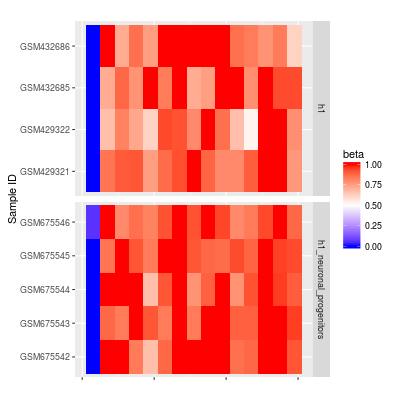 GSM432686
GSM432685
GSM429322
GSM429321
h1
GSM675546
GSM675545
GSM675544
GSM675543
GSM675542
h1_neuronal_progenitors
Sample ID
beta
1.00
0.75
0.50
0.25
0.00